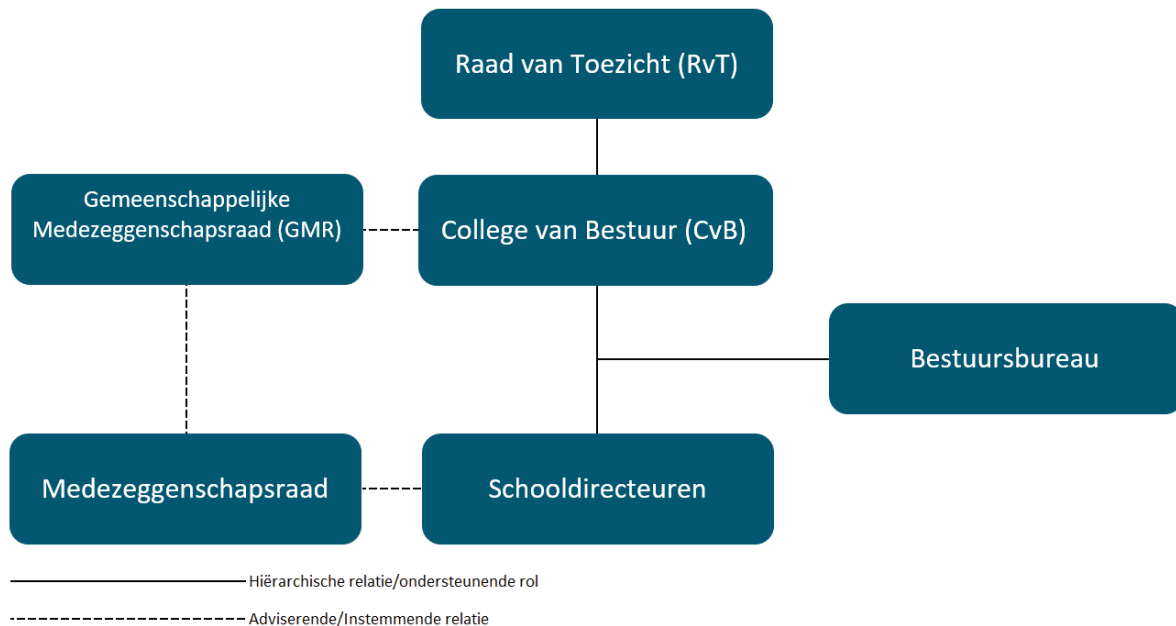 Raad van Toezicht (RvT)
Gemeenschappelijke
Medezeggenschapsraad (GMR)
College van Bestuur (CvB)
Bestuursbureau
Medezeggenschapsraad
Schooldirecteuren
Hiërarchische relatie/ondersteunende rol
Adviserende/Instemmende relatie